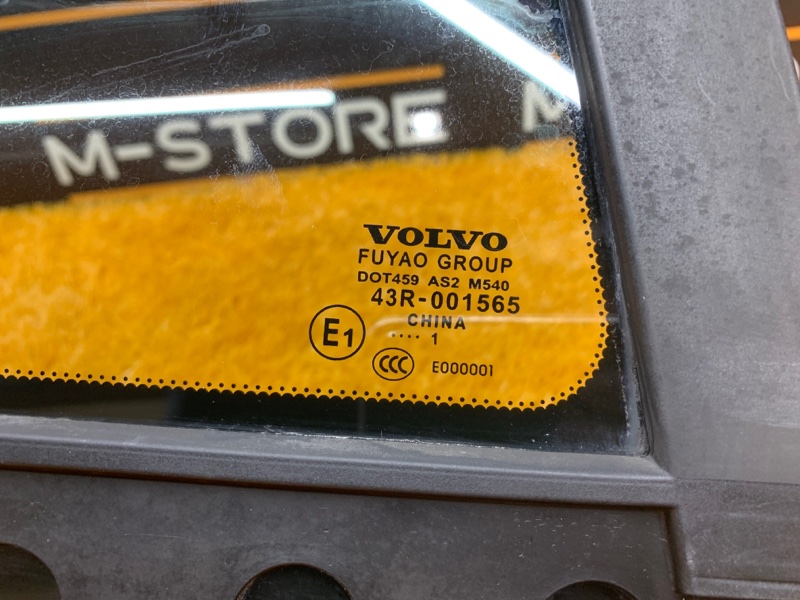 M-STORE M
VOLVO
FUYAO GROUP
DOT459 AS2 M540
43R-001565
E1
CHINA
.... 1
CCC
E000001